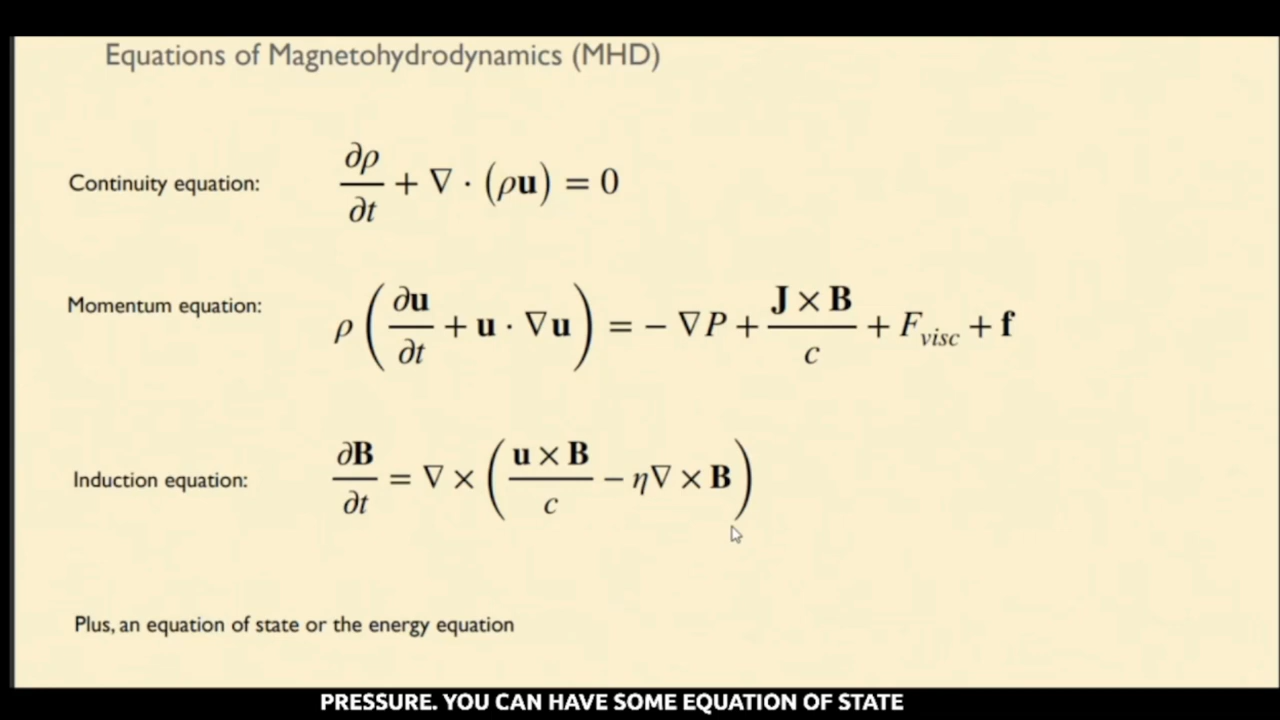 Equations of Magnetohydrodynamics (MHD)
Continuity equation: ∂ρ/∂t + ∇ · (ρu) = 0
Momentum equation: ρ(∂u/∂t + u · ∇u) = − ∇P + J × B/c + F_visc + f
Induction equation: ∂B/∂t = ∇ × (u × B/c − η∇ × B)
Plus, an equation of state or the energy equation
PRESSURE. YOU CAN HAVE SOME EQUATION OF STATE